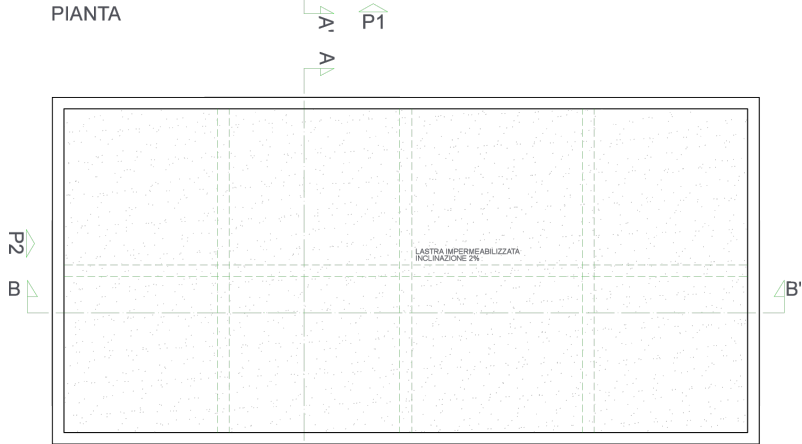 PIANTA
A'
P1
A
P2
LASTRA IMPERMEABILIZZATA
INCLINAZIONE 2%
B
B'